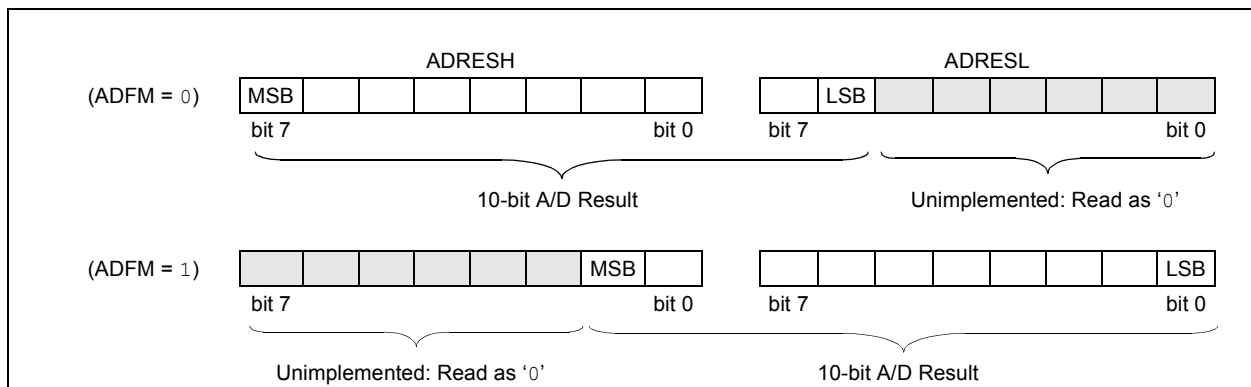 ADRESH ADRESL
(ADFM = 0) MSB LSB
bit 7 bit 0 bit 7 bit 0
10-bit A/D Result Unimplemented: Read as ‘0’
(ADFM = 1) MSB LSB
bit 7 bit 0 bit 7 bit 0
Unimplemented: Read as ‘0’ 10-bit A/D Result